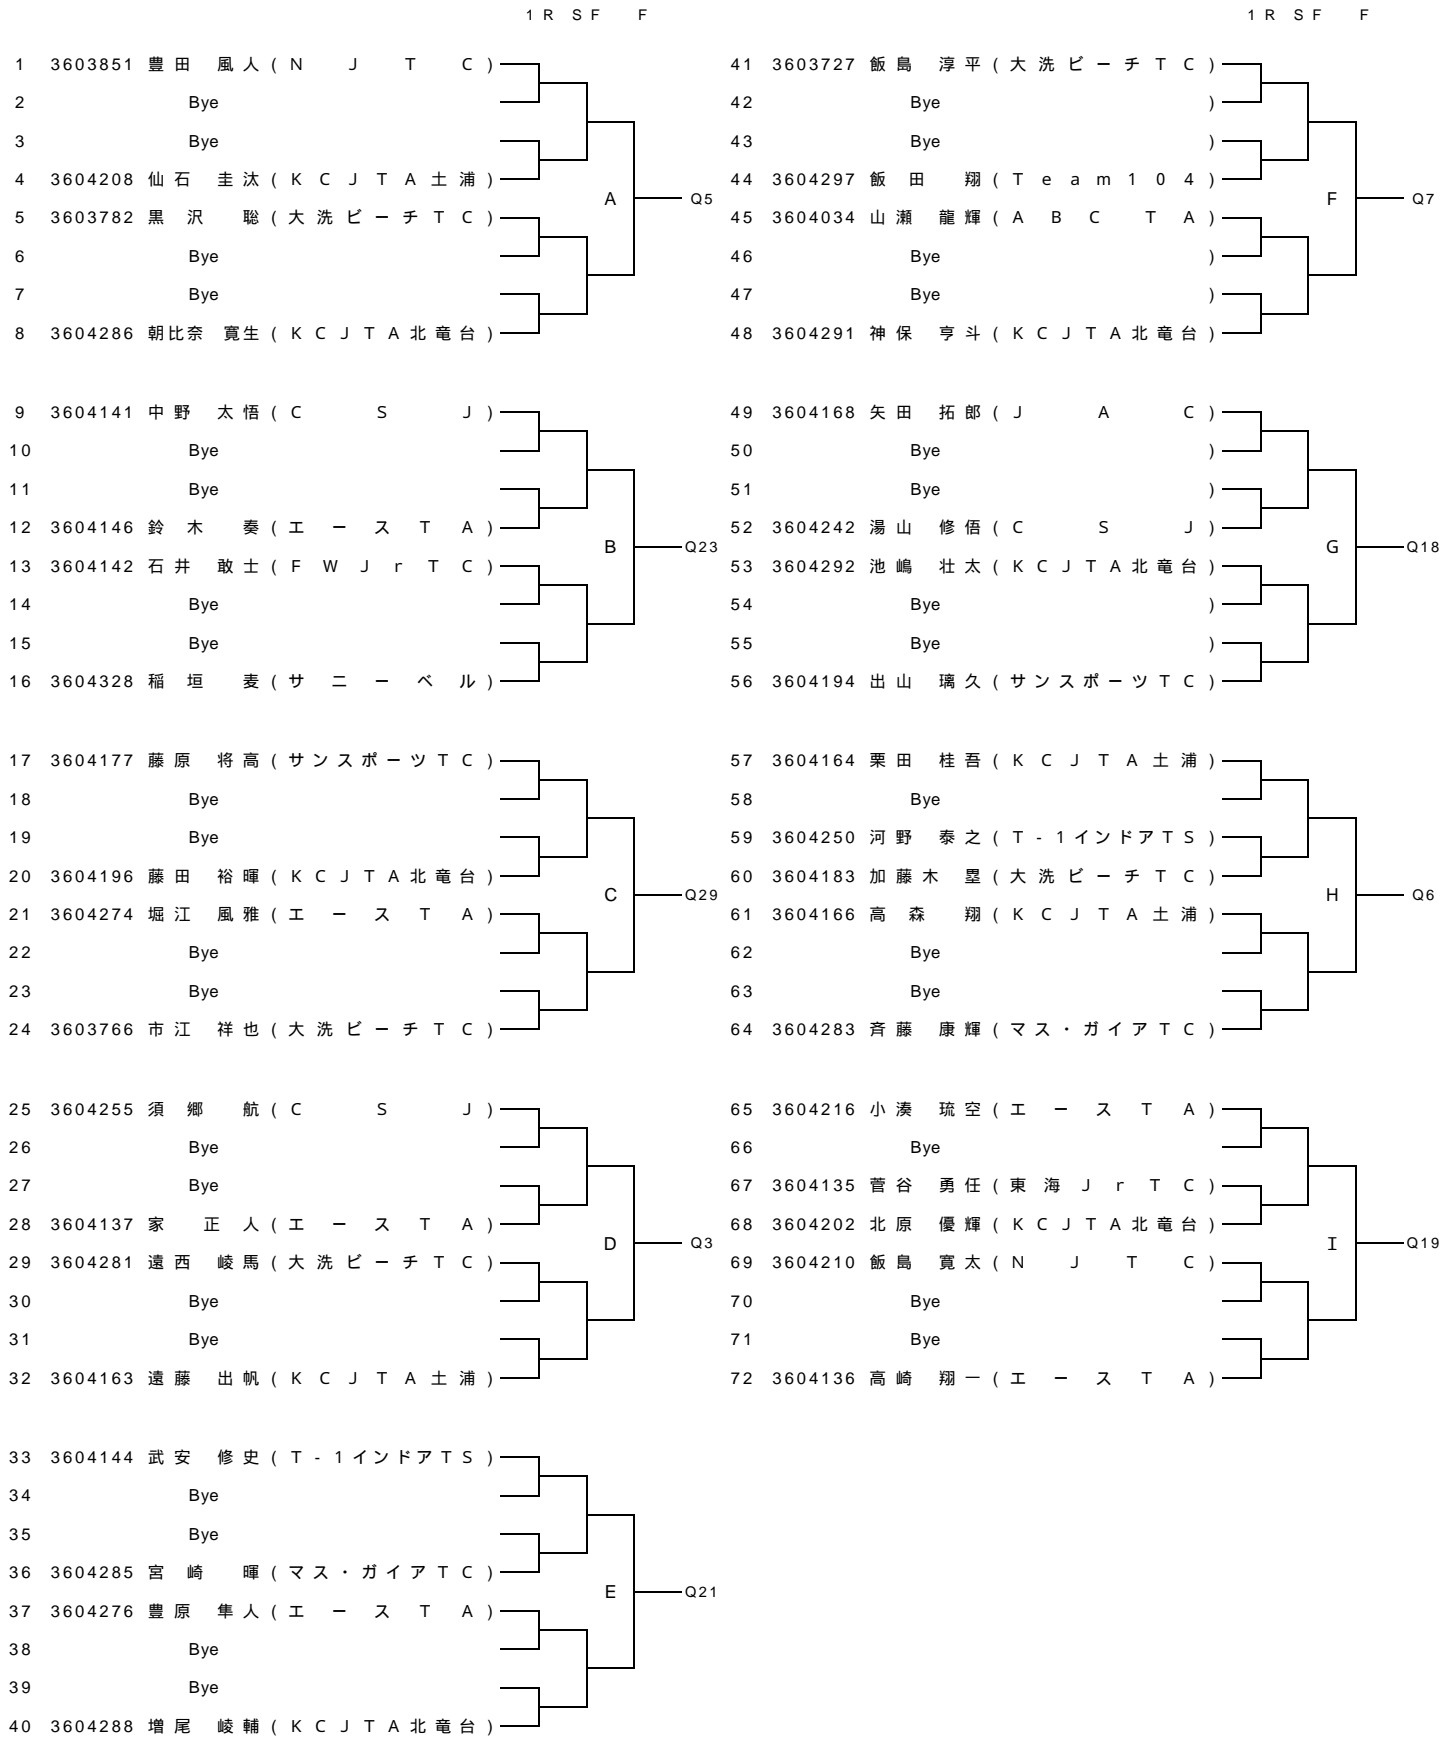 1R SF F
1 3603851 豊田 風人(N J T C)
2 Bye
3 Bye
4 3604208 仙石 圭汰(KCJTA土浦)
A Q5
5 3603782 黒沢 聡(大洗ビーチTC)
6 Bye
7 Bye
8 3604286 朝比奈 寛生(KCJTA北竜台)
9 3604141 中野 太悟(C S J)
10 Bye
11 Bye
12 3604146 鈴木 奏(エースTA)
B Q23
13 3604142 石井 敢士(FWJrTC)
14 Bye
15 Bye
16 3604328 稲垣 麦(サニーベル)
17 3604177 藤原 将高(サンスポーツTC)
18 Bye
19 Bye
20 3604196 藤田 裕暉(KCJTA北竜台)
C Q29
21 3604274 堀江 風雅(エースTA)
22 Bye
23 Bye
24 3603766 市江 祥也(大洗ビーチTC)
25 3604255 須郷 航(C S J)
26 Bye
27 Bye
28 3604137 家 正人(エースTA)
D Q3
29 3604281 遠西 崚馬(大洗ビーチTC)
30 Bye
31 Bye
32 3604163 遠藤 出帆(KCJTA土浦)
33 3604144 武安 修史(T-1インドアTS)
34 Bye
35 Bye
36 3604285 宮崎 暉(マス・ガイアTC)
E Q21
37 3604276 豊原 隼人(エースTA)
38 Bye
39 Bye
40 3604288 増尾 崚輔(KCJTA北竜台)
1R SF F
41 3603727 飯島 淳平(大洗ビーチTC)
42 Bye )
43 Bye )
44 3604297 飯田 翔(Team104)
F Q7
45 3604034 山瀬 龍輝(ABC TA)
46 Bye )
47 Bye )
48 3604291 神保 亨斗(KCJTA北竜台)
49 3604168 矢田 拓郎(J A C)
50 Bye )
51 Bye )
52 3604242 湯山 修悟(C S J)
G Q18
53 3604292 池嶋 壮太(KCJTA北竜台)
54 Bye )
55 Bye )
56 3604194 出山 璃久(サンスポーツTC)
57 3604164 栗田 桂吾(KCJTA土浦)
58 Bye
59 3604250 河野 泰之(T-1インドアTS)
60 3604183 加藤木 塁(大洗ビーチTC)
H Q6
61 3604166 高森 翔(KCJTA土浦)
62 Bye
63 Bye
64 3604283 斉藤 康輝(マス・ガイアTC)
65 3604216 小湊 琉空(エースTA)
66 Bye
67 3604135 菅谷 勇任(東海JrTC)
68 3604202 北原 優輝(KCJTA北竜台)
I Q19
69 3604210 飯島 寛太(N J T C)
70 Bye
71 Bye
72 3604136 高崎 翔一(エースTA)